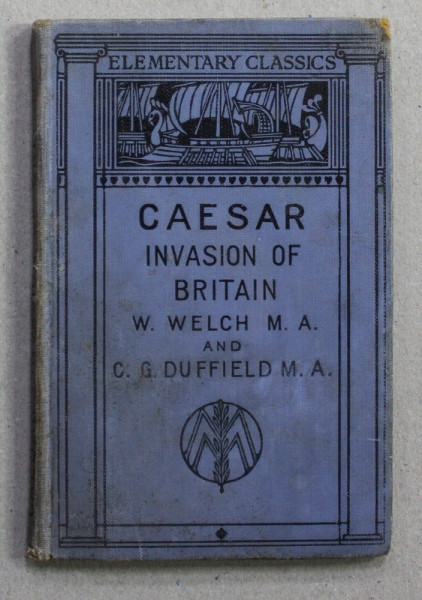 ELEMENTARY CLASSICS
CAESAR
INVASION OF
BRITAIN
W. WELCH M. A.
AND
C. G. DUFFIELD M. A.